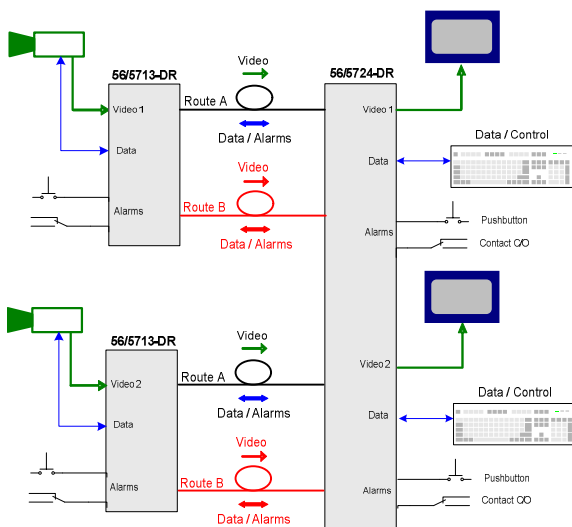 56/5713-DR
Video 1
Data
Alarms
Route A
Video
Data / Alarms
Video
Route B
Data / Alarms
56/5724-DR
Video 1
Data
Alarms
Data / Control
Pushbutton
Contact C/O
56/5713-DR
Video 2
Data
Alarms
Route A
Video
Data / Alarms
Video
Route B
Data / Alarms
Video 2
Data
Alarms
Data / Control
Pushbutton
Contact C/O